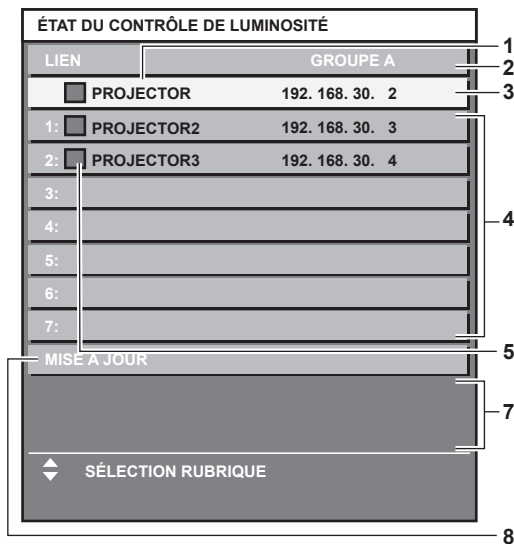 ÉTAT DU CONTRÔLE DE LUMINOSITÉ
LIEN GROUPE A
PROJECTOR 192. 168. 30. 2
1: PROJECTOR2 192. 168. 30. 3
2: PROJECTOR3 192. 168. 30. 4
3:
4:
5:
6:
7:
MISE A JOUR
SÉLECTION RUBRIQUE
1
2
3
4
5
7
8